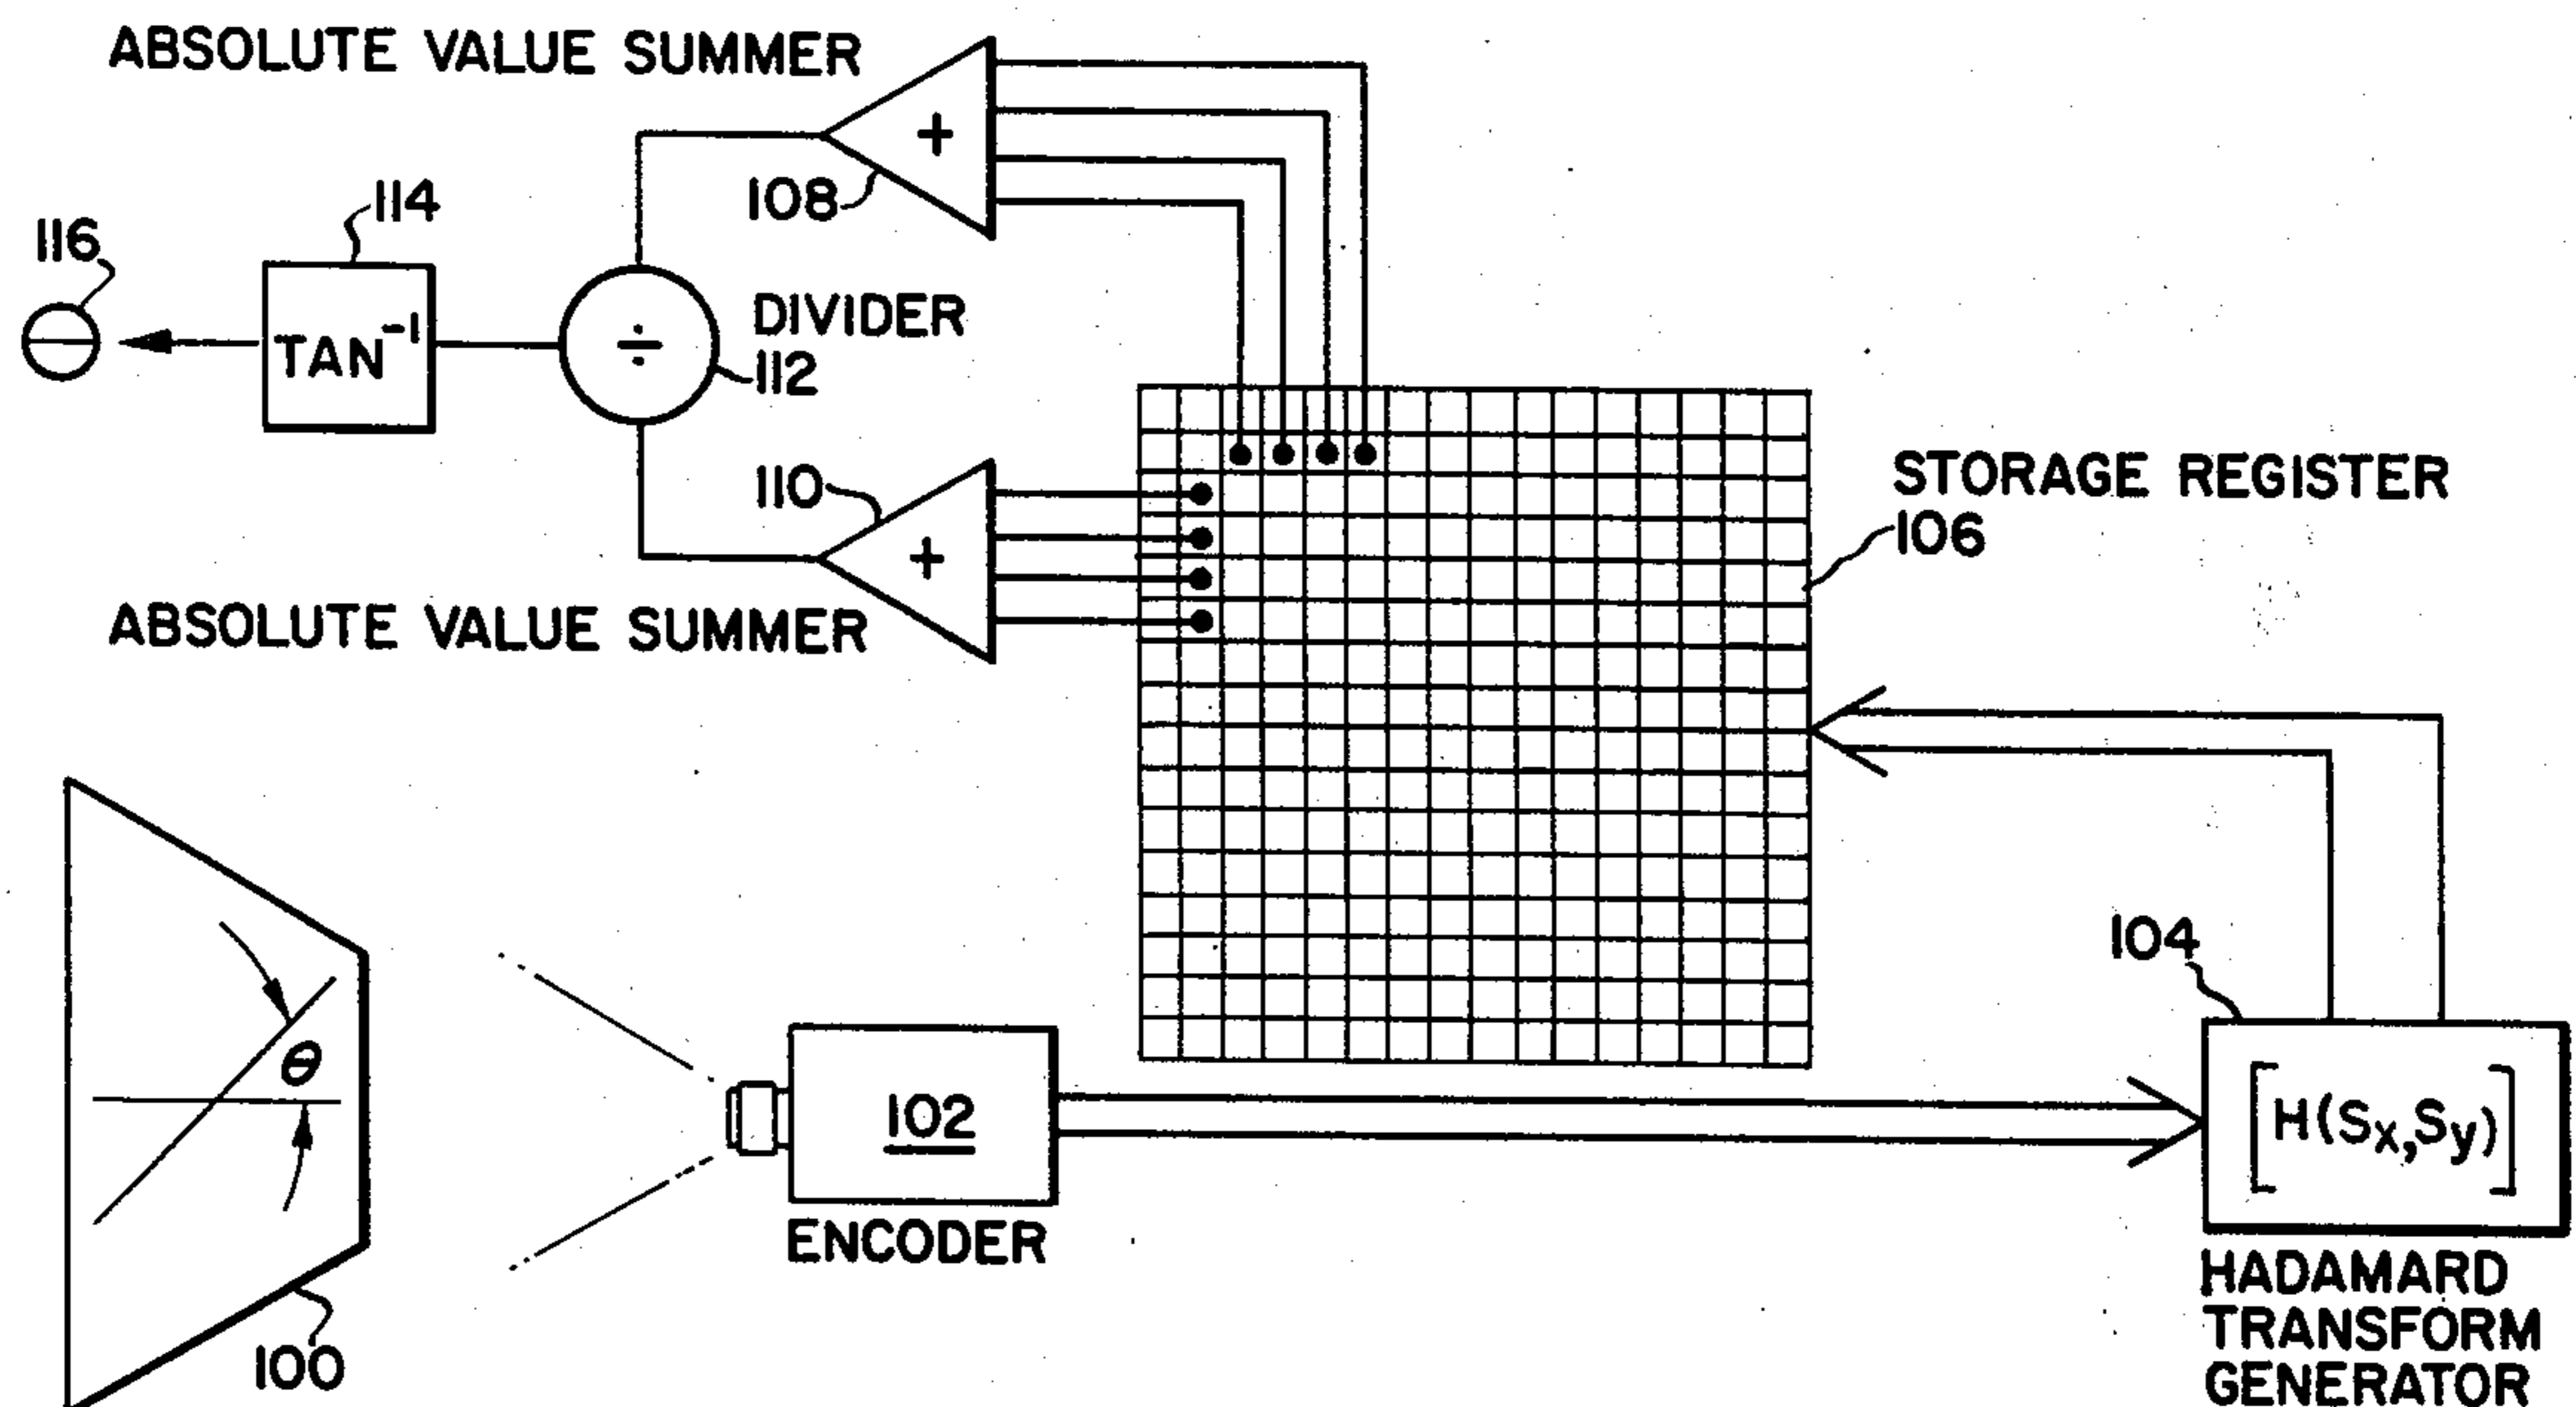 ABSOLUTE VALUE SUMMER
+
108
114
116
TAN⁻¹
÷
DIVIDER
112
Θ
110
+
ABSOLUTE VALUE SUMMER
STORAGE REGISTER
106
104
[H(Sx,Sy)]
HADAMARD
TRANSFORM
GENERATOR
θ
100
102
ENCODER